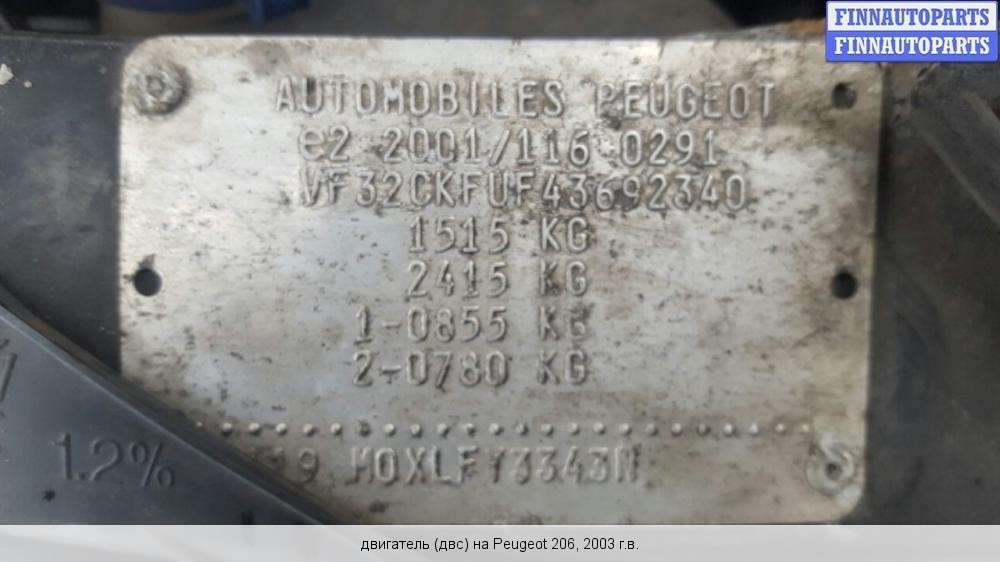 FINNAUTOPARTS
FINNAUTOPARTS
AUTOMOBILES PEUGEOT
e2 2001/116 0291
VF32CKFUF43692340
1515 KG
2415 KG
1-0855 KG
2-0780 KG
1.2%
двигатель (двс) на Peugeot 206, 2003 г.в.